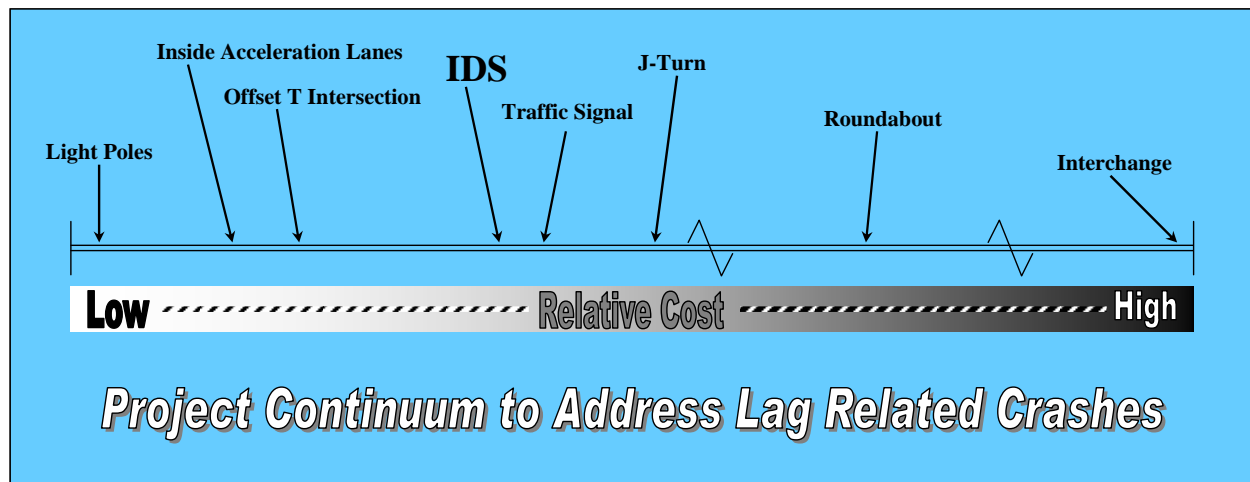 Inside Acceleration Lanes
IDS
J-Turn
Offset T Intersection
Traffic Signal
Roundabout
Light Poles
Interchange
Low Relative Cost High
Project Continuum to Address Lag Related Crashes